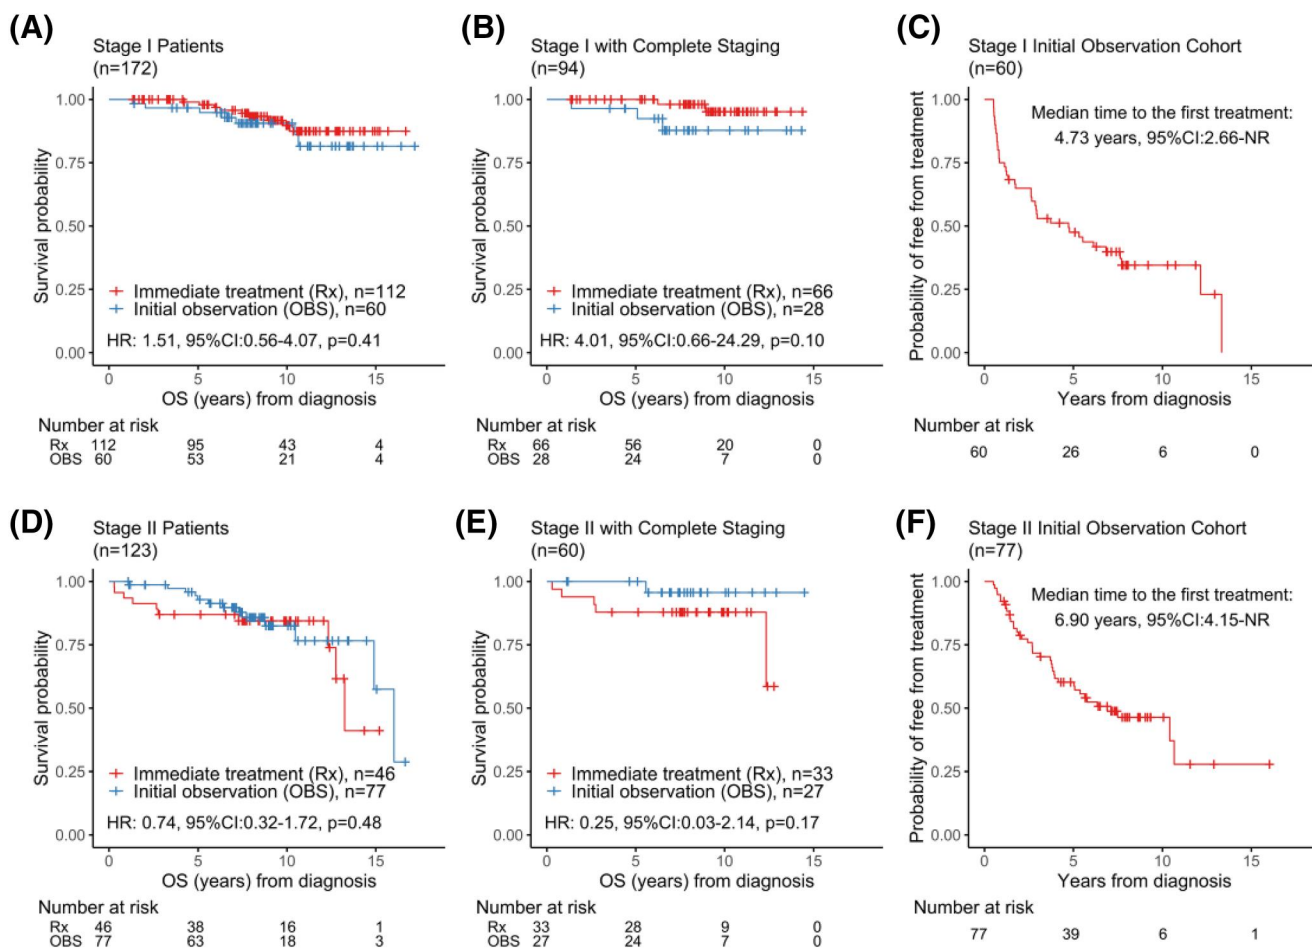 (A)
Stage I Patients
(n=172)
Survival probability
1.00
0.75
0.50
0.25
0.00
Immediate treatment (Rx), n=112
Initial observation (OBS), n=60
HR: 1.51, 95%CI:0.56-4.07, p=0.41
0 5 10 15
OS (years) from diagnosis
Number at risk
Rx 112 95 43 4
OBS 60 53 21 4
(B)
Stage I with Complete Staging
(n=94)
Survival probability
1.00
0.75
0.50
0.25
0.00
Immediate treatment (Rx), n=66
Initial observation (OBS), n=28
HR: 4.01, 95%CI:0.66-24.29, p=0.10
0 5 10 15
OS (years) from diagnosis
Number at risk
Rx 66 56 20 0
OBS 28 24 7 0
(C)
Stage I Initial Observation Cohort
(n=60)
Probability of free from treatment
1.00
0.75
0.50
0.25
0.00
Median time to the first treatment:
4.73 years, 95%CI:2.66-NR
0 5 10 15
Years from diagnosis
Number at risk
60 26 6 0
(D)
Stage II Patients
(n=123)
Survival probability
1.00
0.75
0.50
0.25
0.00
Immediate treatment (Rx), n=46
Initial observation (OBS), n=77
HR: 0.74, 95%CI:0.32-1.72, p=0.48
0 5 10 15
OS (years) from diagnosis
Number at risk
Rx 46 38 16 1
OBS 77 63 18 3
(E)
Stage II with Complete Staging
(n=60)
Survival probability
1.00
0.75
0.50
0.25
0.00
Immediate treatment (Rx), n=33
Initial observation (OBS), n=27
HR: 0.25, 95%CI:0.03-2.14, p=0.17
0 5 10 15
OS (years) from diagnosis
Number at risk
Rx 33 28 9 0
OBS 27 24 7 0
(F)
Stage II Initial Observation Cohort
(n=77)
Probability of free from treatment
1.00
0.75
0.50
0.25
0.00
Median time to the first treatment:
6.90 years, 95%CI:4.15-NR
0 5 10 15
Years from diagnosis
Number at risk
77 39 6 1